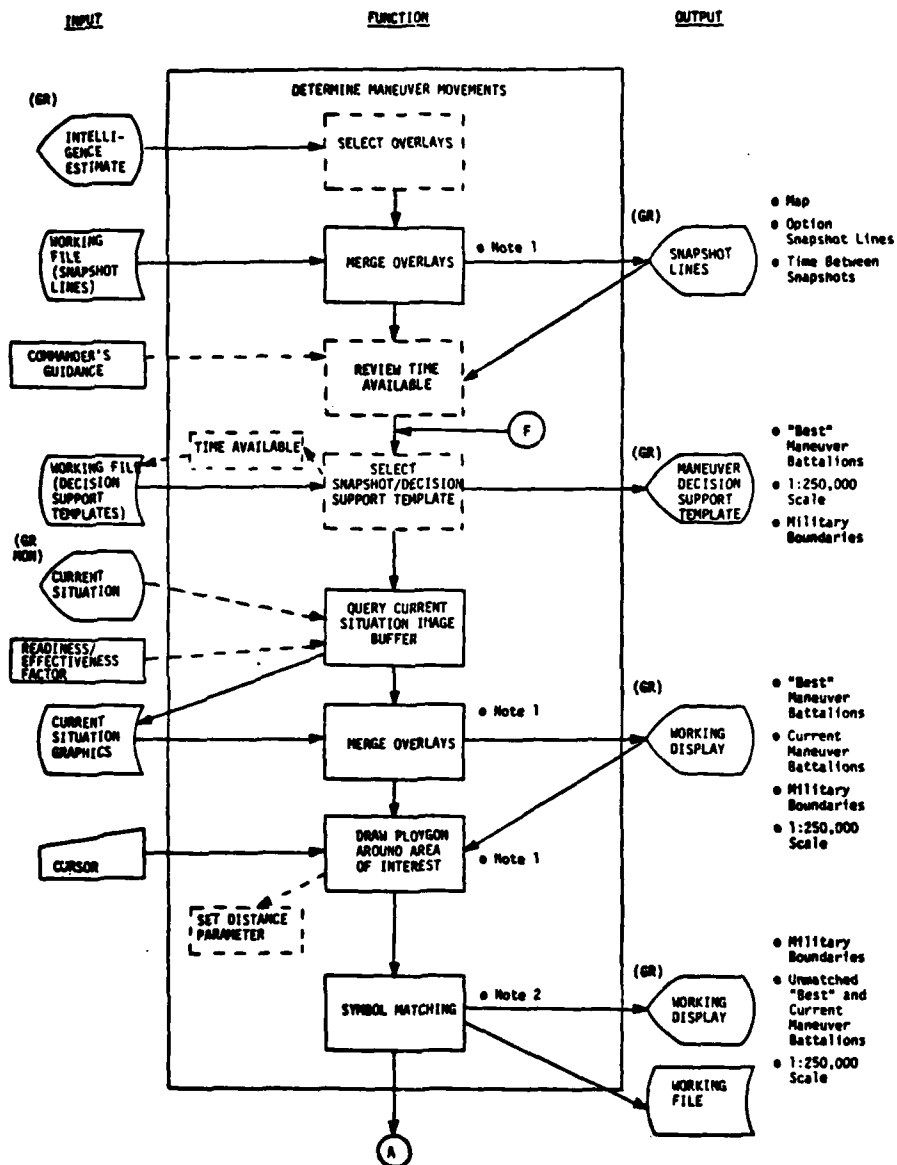 INPUT
FUNCTION
OUTPUT
DETERMINE MANEUVER MOVEMENTS
(GR)
INTELLI-
GENCE
ESTIMATE
SELECT OVERLAYS
WORKING
FILE
(SNAPSHOT
LINES)
MERGE OVERLAYS
● Note 1
(GR)
SNAPSHOT
LINES
● Map
● Option
Snapshot Lines
● Time Between
Snapshots
COMMANDER'S
GUIDANCE
REVIEW TIME
AVAILABLE
F
TIME AVAILABLE
WORKING FILE
(DECISION
SUPPORT
TEMPLATES)
SELECT
SNAPSHOT/DECISION
SUPPORT TEMPLATE
(GR)
MANEUVER
DECISION
SUPPORT
TEMPLATE
● "Best"
Maneuver
Battalions
● 1:250,000
Scale
● Military
Boundaries
(GR
MON)
CURRENT
SITUATION
QUERY CURRENT
SITUATION IMAGE
BUFFER
READINESS/
EFFECTIVENESS
FACTOR
CURRENT
SITUATION
GRAPHICS
MERGE OVERLAYS
● Note 1
(GR)
WORKING
DISPLAY
● "Best"
Maneuver
Battalions
● Current
Maneuver
Battalions
● Military
Boundaries
● 1:250,000
Scale
CURSOR
DRAW PLOYGON
AROUND AREA
OF INTEREST
● Note 1
SET DISTANCE
PARAMETER
SYMBOL MATCHING
● Note 2
(GR)
WORKING
DISPLAY
● Military
Boundaries
● Unmatched
"Best" and
Current
Maneuver
Battalions
● 1:250,000
Scale
WORKING
FILE
A